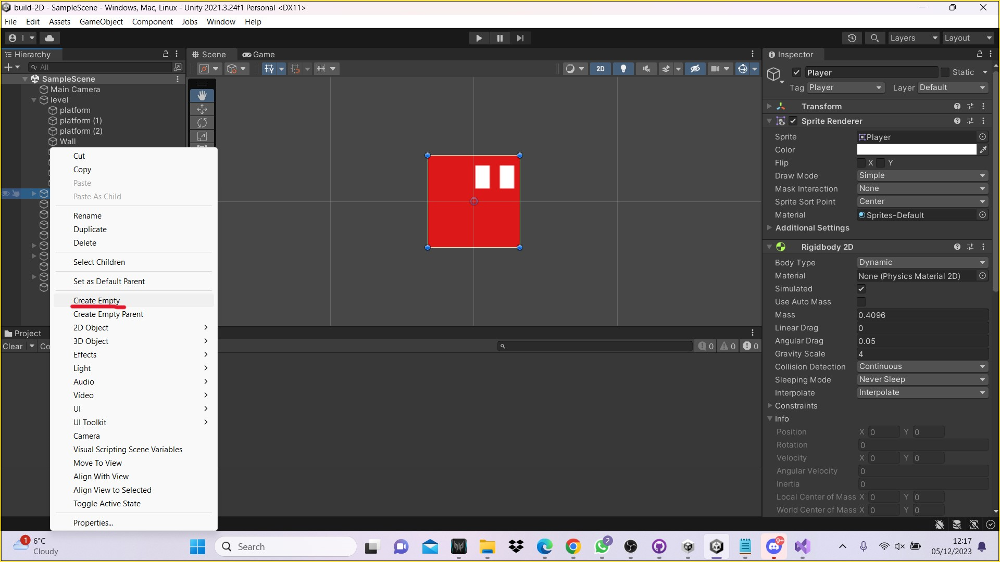 build-2D - SampleScene - Windows, Mac, Linux - Unity 2021.3.24f1 Personal <DX11>
File Edit Assets GameObject Component Jobs Window Help
Layers Layout
Hierarchy
All
SampleScene
Main Camera
level
platform
platform (1)
platform (2)
Wall
Cut
Copy
Paste
Paste As Child
Rename
Duplicate
Delete
Select Children
Set as Default Parent
Create Empty
Create Empty Parent
2D Object
3D Object
Effects
Light
Audio
Video
UI
UI Toolkit
Camera
Visual Scripting Scene Variables
Move To View
Align With View
Align View to Selected
Toggle Active State
Properties...
Scene Game
2D
Project
Clear Co
0 0 0
Inspector
Player Static
Tag Player Layer Default
Transform
Sprite Renderer
Sprite Player
Color
Flip X Y
Draw Mode Simple
Mask Interaction None
Sprite Sort Point Center
Material Sprites-Default
Additional Settings
Rigidbody 2D
Body Type Dynamic
Material None (Physics Material 2D)
Simulated
Use Auto Mass
Mass 0.4096
Linear Drag 0
Angular Drag 0.05
Gravity Scale 4
Collision Detection Continuous
Sleeping Mode Never Sleep
Interpolate Interpolate
Constraints
Info
Position X 0 Y 0
Rotation 0
Velocity X 0 Y 0
Angular Velocity 0
Inertia 0
Local Center of Mass X 0 Y 0
World Center of Mass X 0 Y 0
1
6°C
Cloudy
Search
2
9+
12:17
05/12/2023